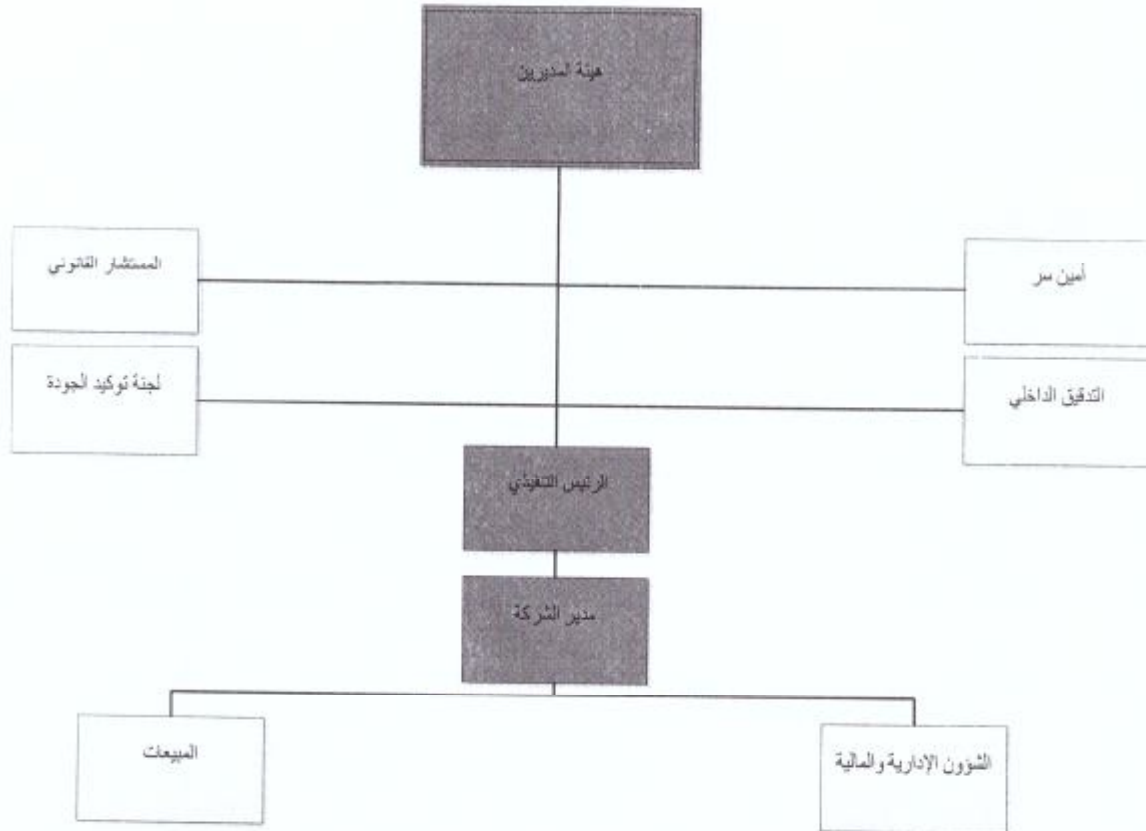 هيئة المديرين
أمين سر
المستشار القانوني
التدقيق الداخلي
لجنة توكيد الجودة
الرئيس التنفيذي
مدير الشركة
الشؤون الإدارية والمالية
المبيعات